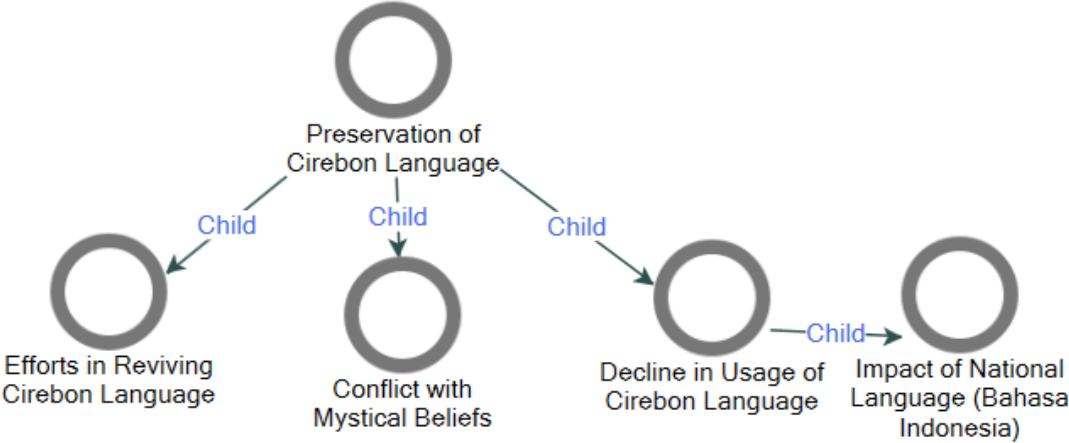 Preservation of
Cirebon Language
Child
Child
Child
Efforts in Reviving
Cirebon Language
Conflict with
Mystical Beliefs
Decline in Usage of
Cirebon Language
Child
Impact of National
Language (Bahasa
Indonesia)